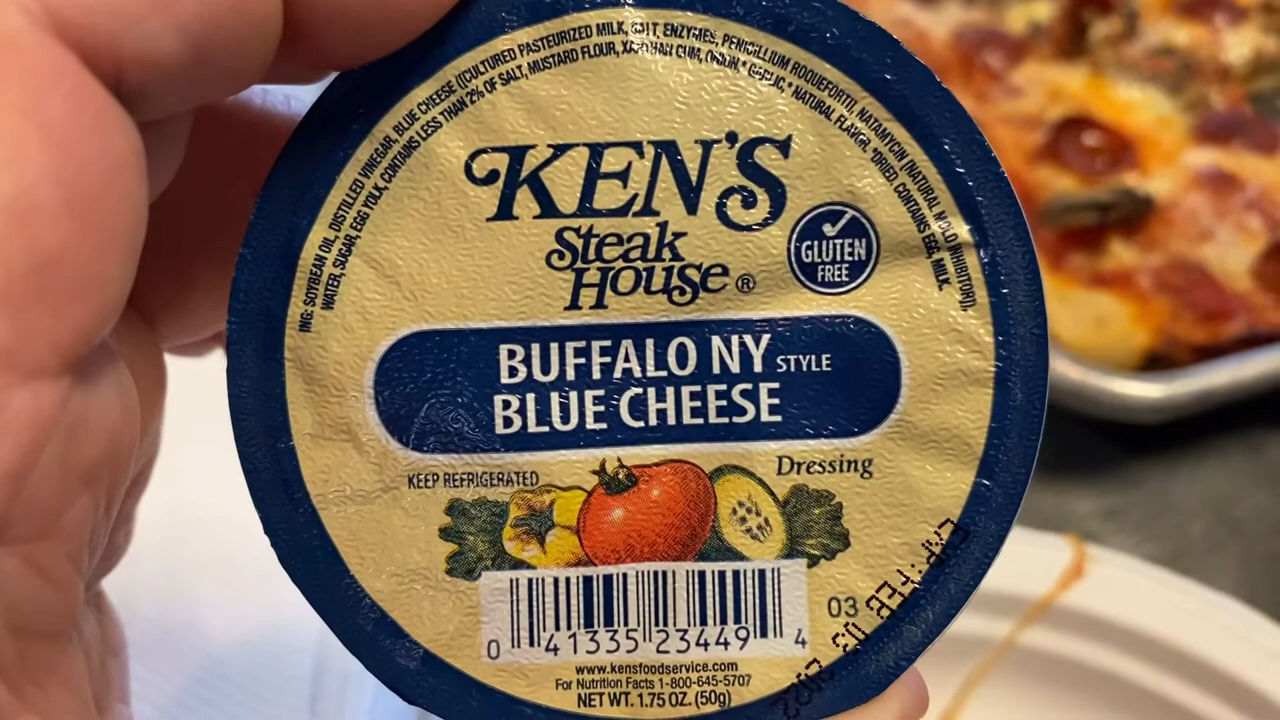 ING: SOYBEAN OIL, DISTILLED VINEGAR, BLUE CHEESE ((CULTURED PASTEURIZED MILK, SALT, ENZYMES, PENICILLIUM ROQUEFORTI), NATAMYCIN [NATURAL MOLD INHIBITOR]),
WATER, SUGAR, EGG YOLK, CONTAINS LESS THAN 2% OF SALT, MUSTARD FLOUR, XANTHAN GUM, ONION,* GARLIC,* NATURAL FLAVOR. *DRIED. CONTAINS EGG, MILK.
KEN'S
Steak
House®
GLUTEN
FREE
BUFFALO NY STYLE
BLUE CHEESE
Dressing
KEEP REFRIGERATED
0 41335 23449 4
03
EXP: FEB 03
www.kensfoodservice.com
For Nutrition Facts 1-800-645-5707
NET WT. 1.75 OZ. (50g)